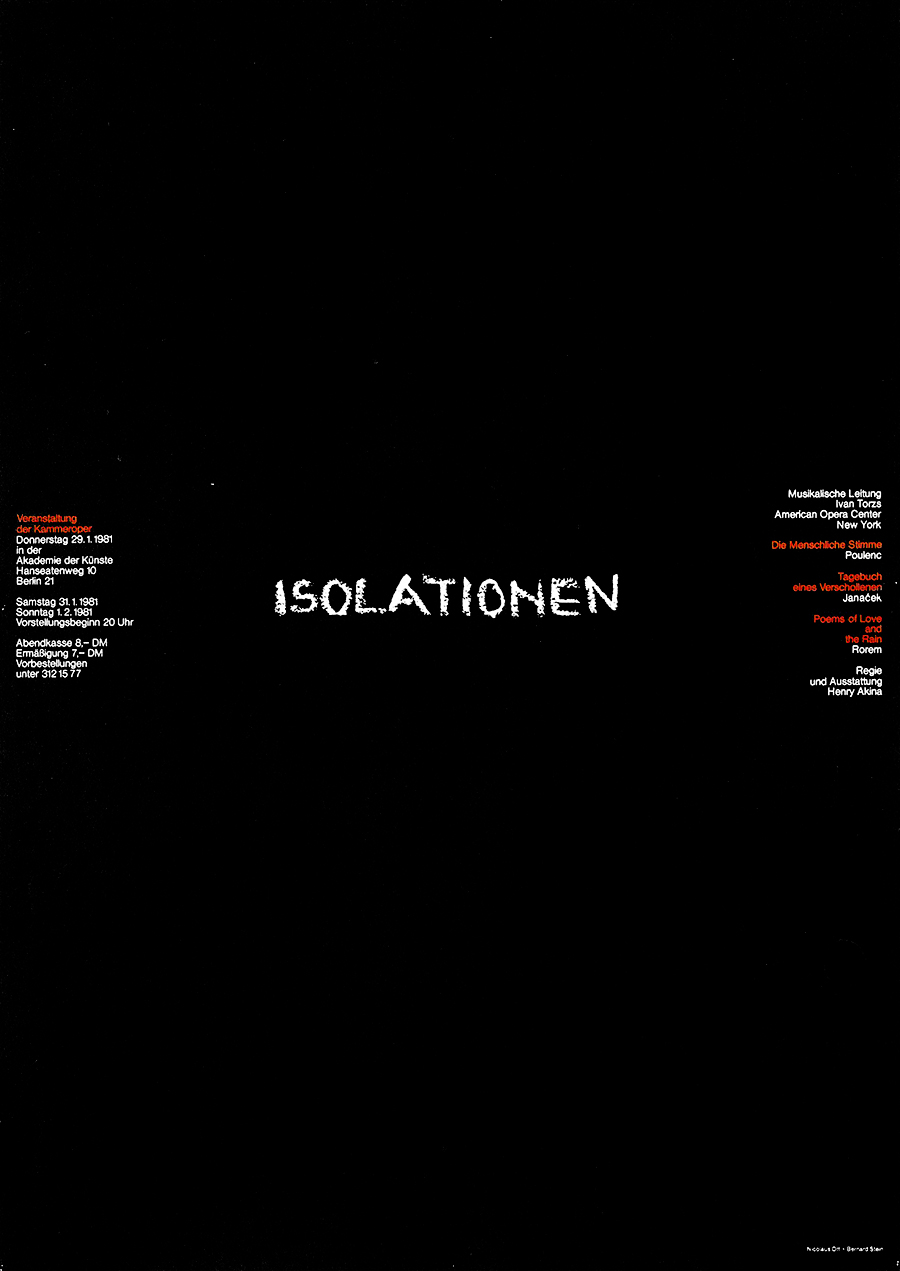 Veranstaltung
der Kammeroper
Donnerstag 29.1.1981
in der
Akademie der Künste
Hanseatenweg 10
Berlin 21
Samstag 31.1.1981
Sonntag 1.2.1981
Vorstellungsbeginn 20 Uhr
Abendkasse 8,– DM
Ermäßigung 7,– DM
Vorbestellungen
unter 312 15 77
ISOLATIONEN
Musikalische Leitung
Ivan Torzs
American Opera Center
New York
Die Menschliche Stimme
Poulenc
Tagebuch
eines Verschollenen
Janaček
Poems of Love
and
the Rain
Rorem
Regie
und Ausstattung
Henry Akina
Nicolaus Ott + Bernard Stein